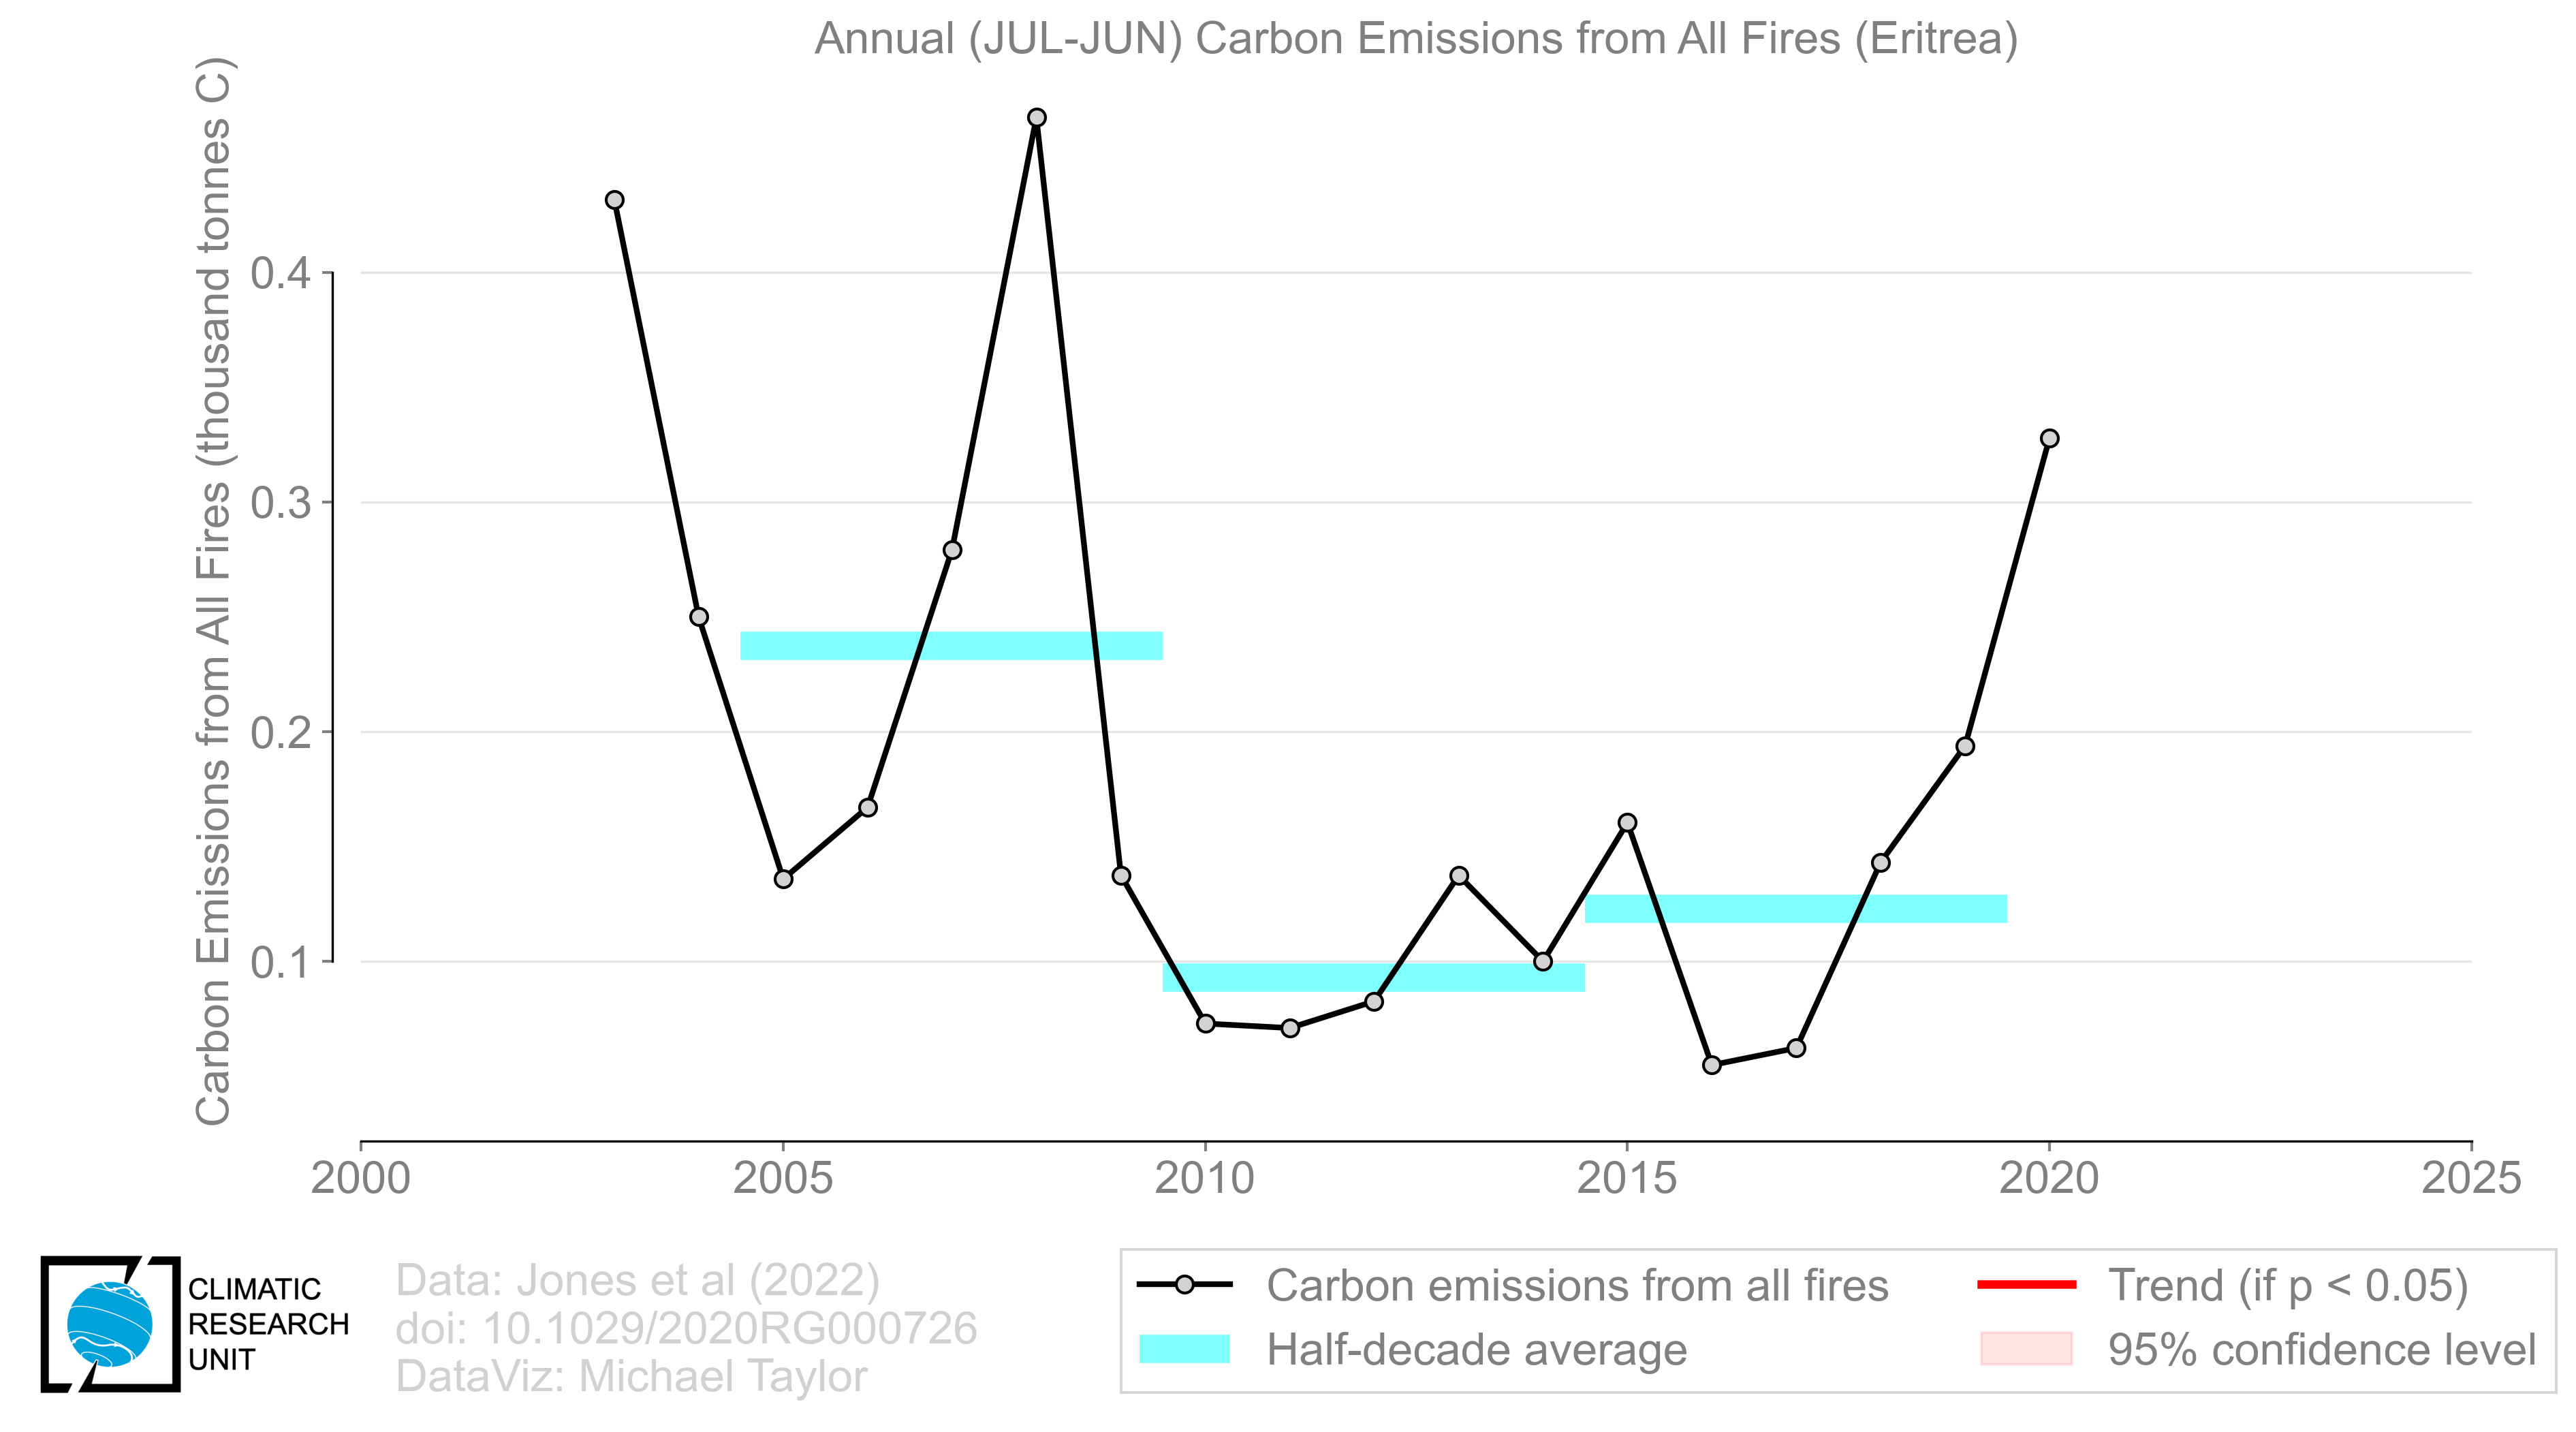 Annual (JUL-JUN) Carbon Emissions from All Fires (Eritrea)
Carbon Emissions from All Fires (thousand tonnes C)
0.4
0.3
0.2
0.1
2000 2005 2010 2015 2020 2025
CLIMATIC
RESEARCH
UNIT
Data: Jones et al (2022)
doi: 10.1029/2020RG000726
DataViz: Michael Taylor
Carbon emissions from all fires
Half-decade average
Trend (if p < 0.05)
95% confidence level